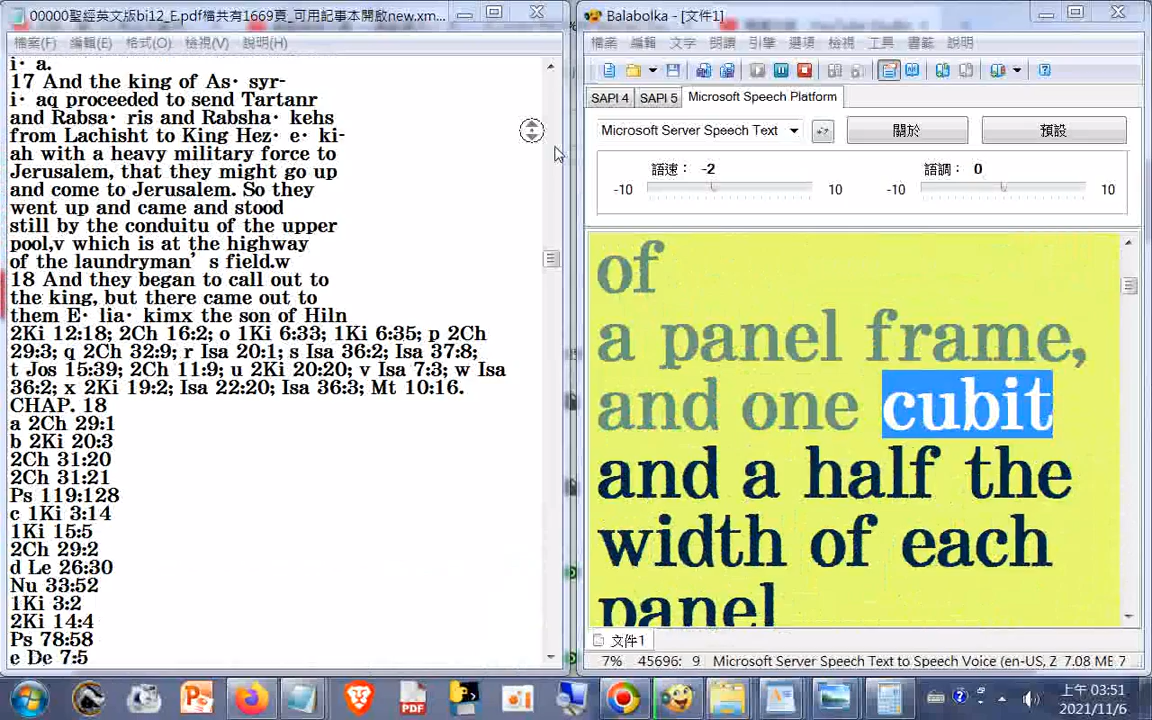 00000聖經英文版bi12_E.pdf檔共有1669頁_可用記事本開啟new.xm...
檔案(F) 編輯(E) 格式(O) 檢視(V) 說明(H)
i· a.
17 And the king of As· syr-
i· aq proceeded to send Tartanr
and Rabsa· ris and Rabsha· kehs
from Lachisht to King Hez· e· ki-
ah with a heavy military force to
Jerusalem, that they might go up
and come to Jerusalem. So they
went up and came and stood
still by the conduitu of the upper
pool,v which is at the highway
of the laundryman’ s field.w
18 And they began to call out to
the king, but there came out to
them E· lia· kimx the son of Hiln
2Ki 12:18; 2Ch 16:2; o 1Ki 6:33; 1Ki 6:35; p 2Ch
29:3; q 2Ch 32:9; r Isa 20:1; s Isa 36:2; Isa 37:8;
t Jos 15:39; 2Ch 11:9; u 2Ki 20:20; v Isa 7:3; w Isa
36:2; x 2Ki 19:2; Isa 22:20; Isa 36:3; Mt 10:16.
CHAP. 18
a 2Ch 29:1
b 2Ki 20:3
2Ch 31:20
2Ch 31:21
Ps 119:128
c 1Ki 3:14
1Ki 15:5
2Ch 29:2
d Le 26:30
Nu 33:52
1Ki 3:2
2Ki 14:4
Ps 78:58
e De 7:5
Balabolka - [文件1]
檔案 編輯 文字 朗讀 引擎 選項 檢視 工具 書籤 說明
SAPI 4 SAPI 5 Microsoft Speech Platform
Microsoft Server Speech Text 關於 預設
語速： -2 語調： 0
-10 10 -10 10
of
a panel frame,
and one cubit
and a half the
width of each
panel
文件1
7% 45696: 9 Microsoft Server Speech Text to Speech Voice (en-US, Z 7.08 ME 7
上午 03:51
2021/11/6